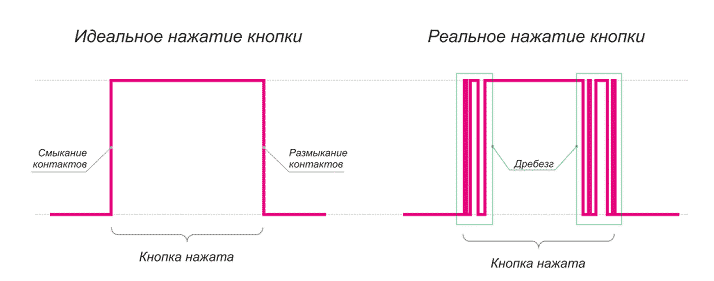 Идеальное нажатие кнопки
Реальное нажатие кнопки
Смыкание
контактов
Размыкание
контактов
Дребезг
Кнопка нажата
Кнопка нажата